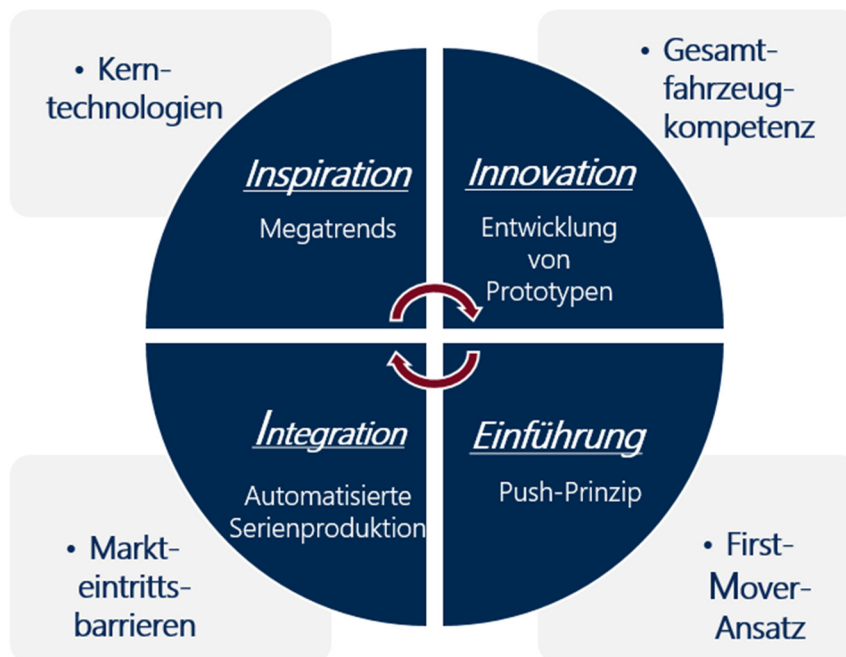 • Kern-
technologien
• Gesamt-
fahrzeug-
kompetenz
Inspiration
Megatrends
Innovation
Entwicklung
von
Prototypen
Integration
Automatisierte
Serienproduktion
Einführung
Push-Prinzip
• Markt-
eintritts-
barrieren
• First-
Mover-
Ansatz